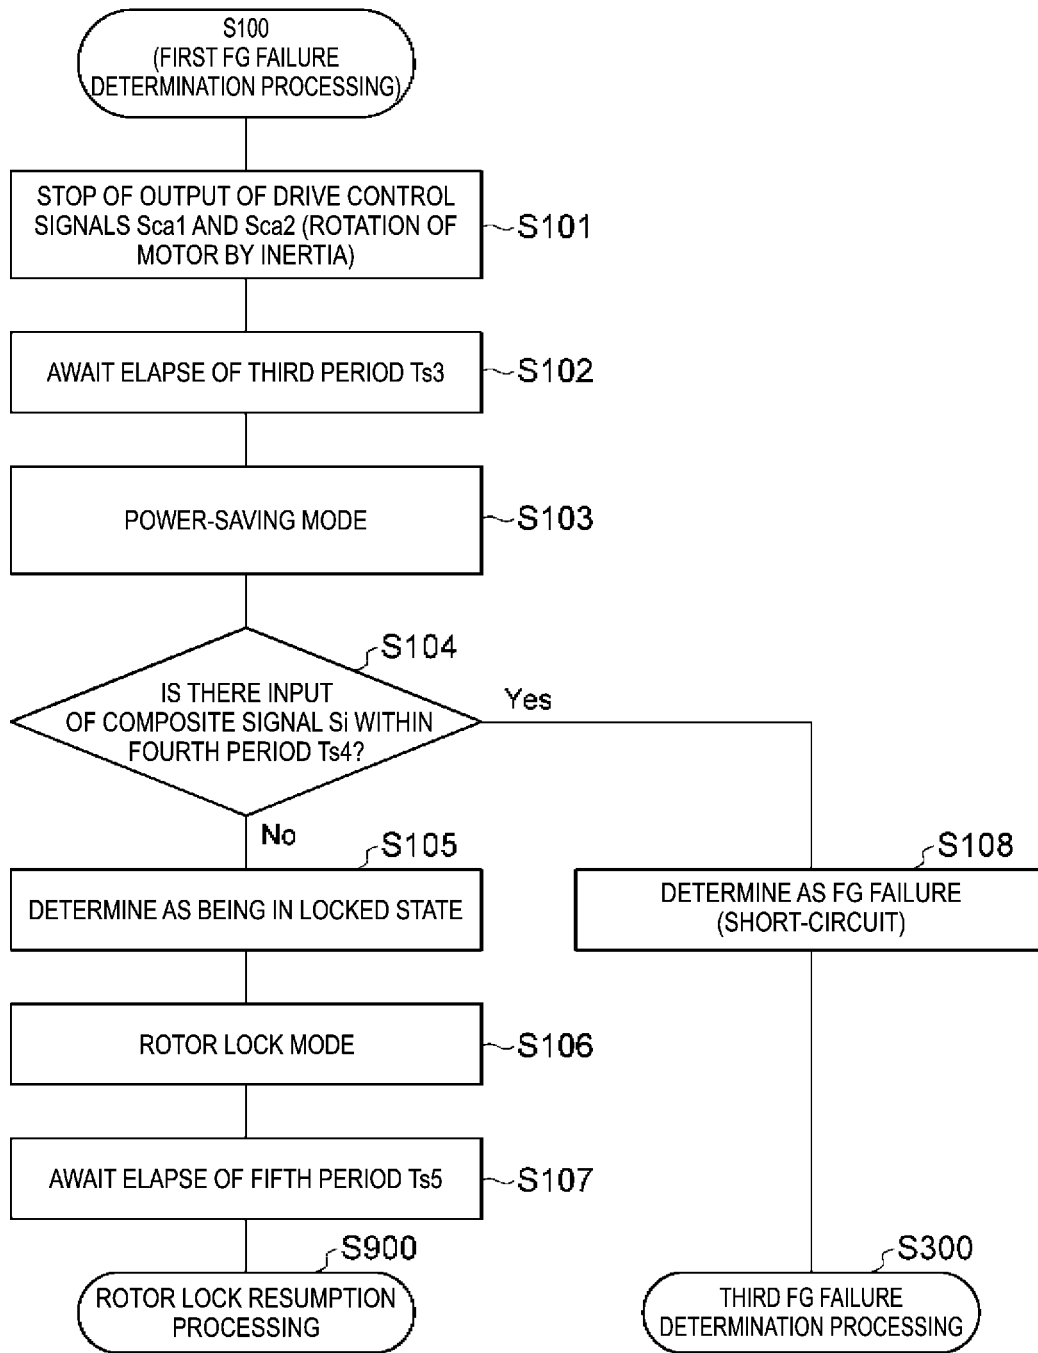 S100
(FIRST FG FAILURE
DETERMINATION PROCESSING)
STOP OF OUTPUT OF DRIVE CONTROL
SIGNALS Sca1 AND Sca2 (ROTATION OF
MOTOR BY INERTIA)
S101
AWAIT ELAPSE OF THIRD PERIOD Ts3
S102
POWER-SAVING MODE
S103
S104
IS THERE INPUT
OF COMPOSITE SIGNAL Si WITHIN
FOURTH PERIOD Ts4?
Yes
No
S105
DETERMINE AS BEING IN LOCKED STATE
S108
DETERMINE AS FG FAILURE
(SHORT-CIRCUIT)
ROTOR LOCK MODE
S106
AWAIT ELAPSE OF FIFTH PERIOD Ts5
S107
S900
ROTOR LOCK RESUMPTION
PROCESSING
S300
THIRD FG FAILURE
DETERMINATION PROCESSING